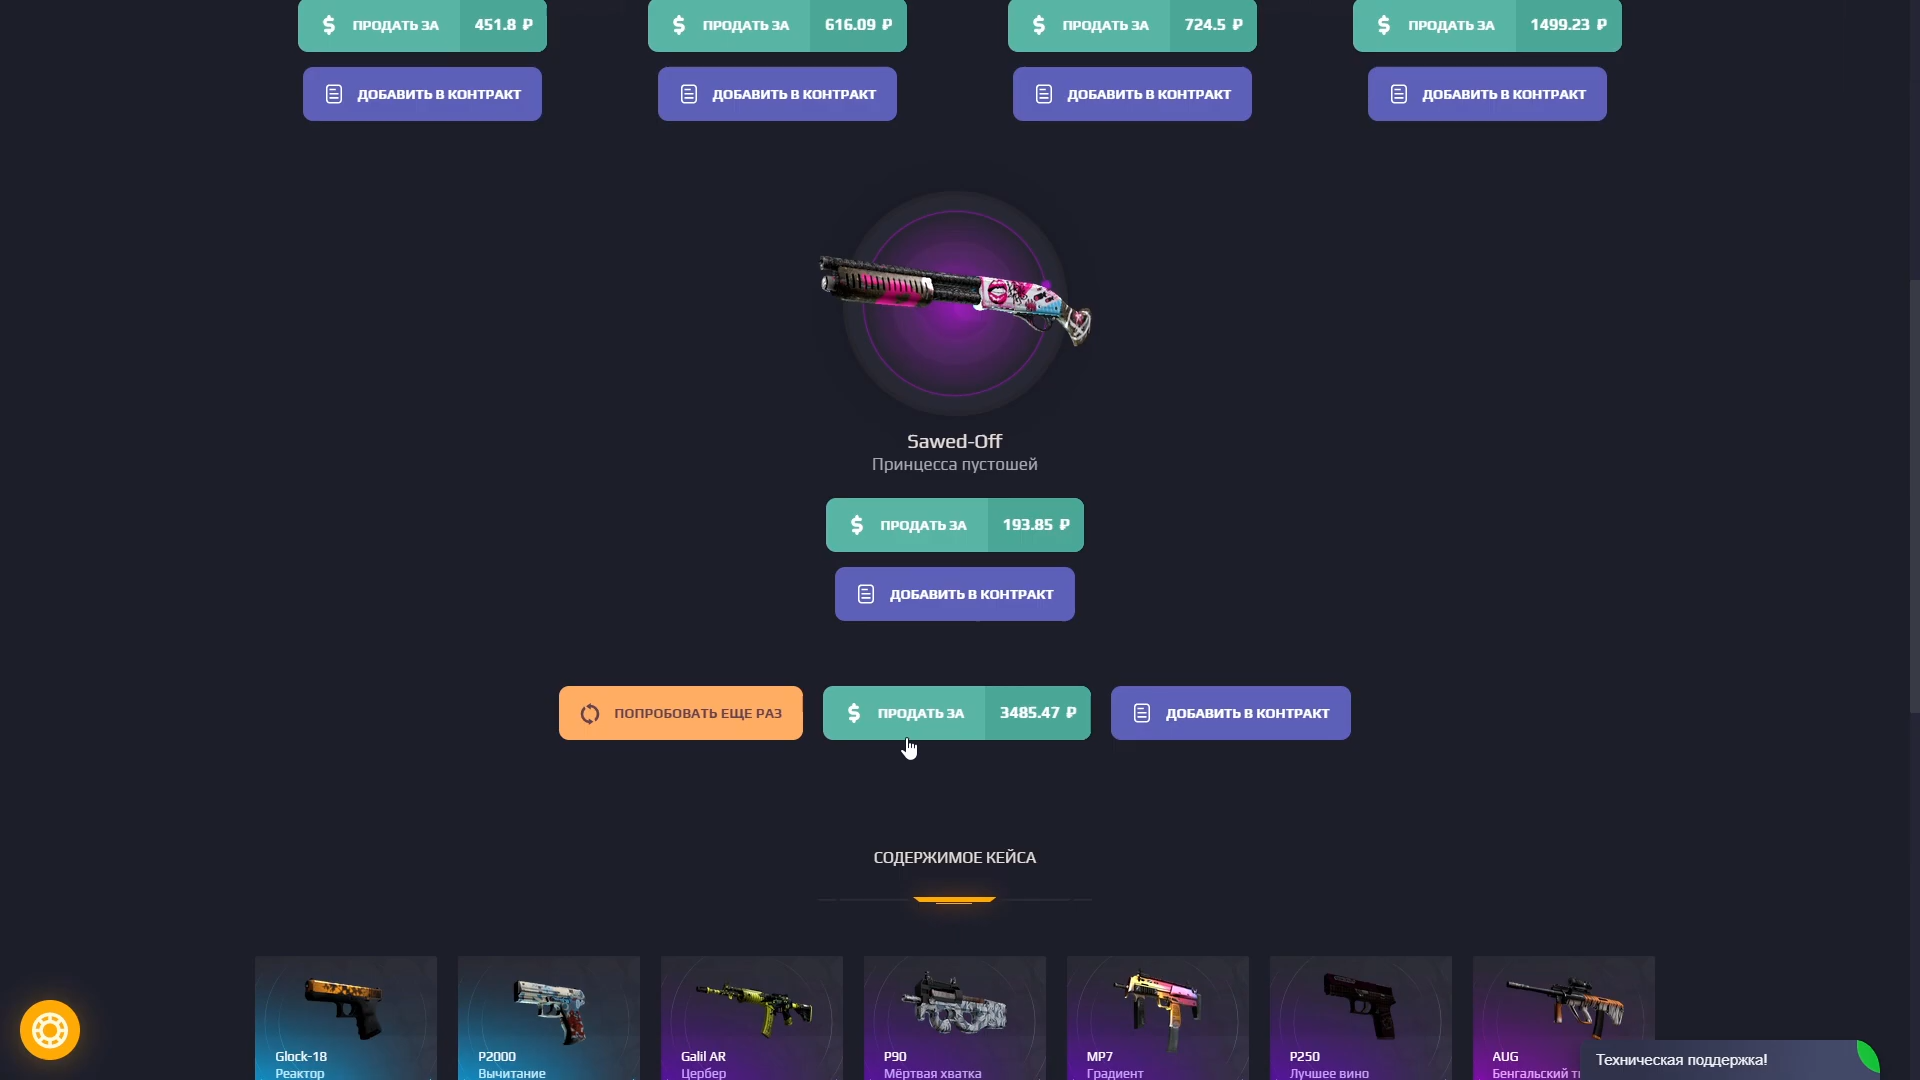 ПРОДАТЬ ЗА 451.8 ₽
ПРОДАТЬ ЗА 616.09 ₽
ПРОДАТЬ ЗА 724.5 ₽
ПРОДАТЬ ЗА 1499.23 ₽
ДОБАВИТЬ В КОНТРАКТ
ДОБАВИТЬ В КОНТРАКТ
ДОБАВИТЬ В КОНТРАКТ
ДОБАВИТЬ В КОНТРАКТ
Sawed-Off
Принцесса пустошей
ПРОДАТЬ ЗА 193.85 ₽
ДОБАВИТЬ В КОНТРАКТ
ПОПРОБОВАТЬ ЕЩЕ РАЗ
ПРОДАТЬ ЗА 3485.47 ₽
ДОБАВИТЬ В КОНТРАКТ
СОДЕРЖИМОЕ КЕЙСА
Glock-18
Реактор
P2000
Вычитание
Galil AR
Цербер
P90
Мёртвая хватка
MP7
Градиент
P250
Лучшее вино
AUG
Бенгальский
Техническая поддержка!